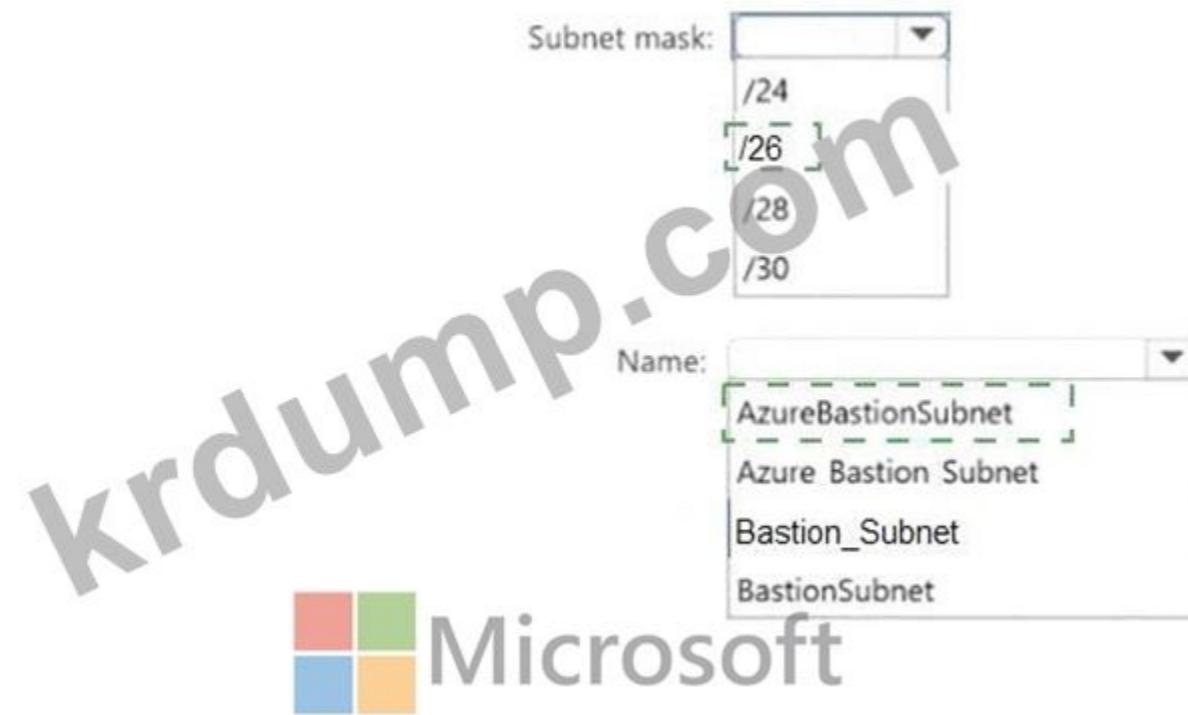 Subnet mask:
/24
/26
/28
/30
Name:
AzureBastionSubnet
Azure Bastion Subnet
Bastion_Subnet
BastionSubnet
krdump.com
Microsoft